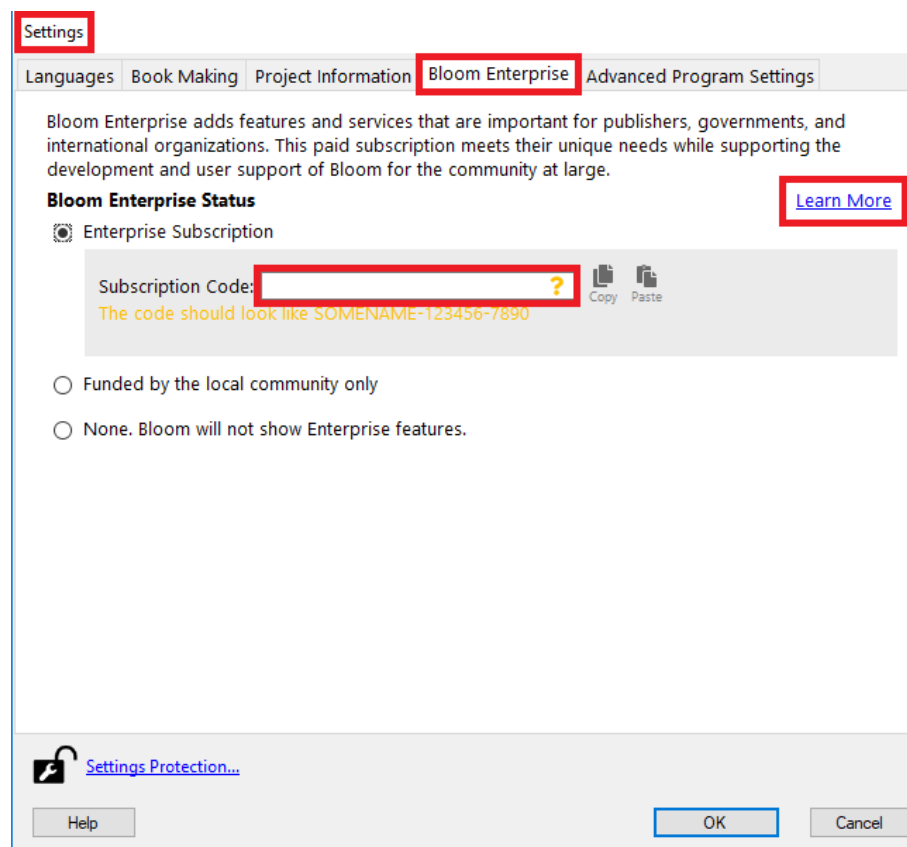 Settings
Languages Book Making Project Information Bloom Enterprise Advanced Program Settings
Bloom Enterprise adds features and services that are important for publishers, governments, and
international organizations. This paid subscription meets their unique needs while supporting the
development and user support of Bloom for the community at large.
Bloom Enterprise Status Learn More
Enterprise Subscription
Subscription Code: ?
Copy Paste
The code should look like SOMENAME-123456-7890
Funded by the local community only
None. Bloom will not show Enterprise features.
Settings Protection...
Help OK Cancel